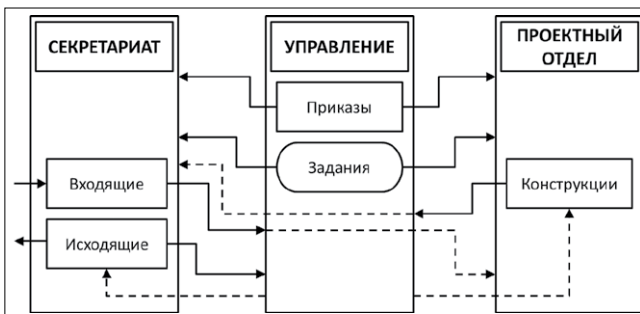 СЕКРЕТАРИАТ
УПРАВЛЕНИЕ
ПРОЕКТНЫЙ
ОТДЕЛ
Приказы
Задания
Входящие
Конструкции
Исходящие